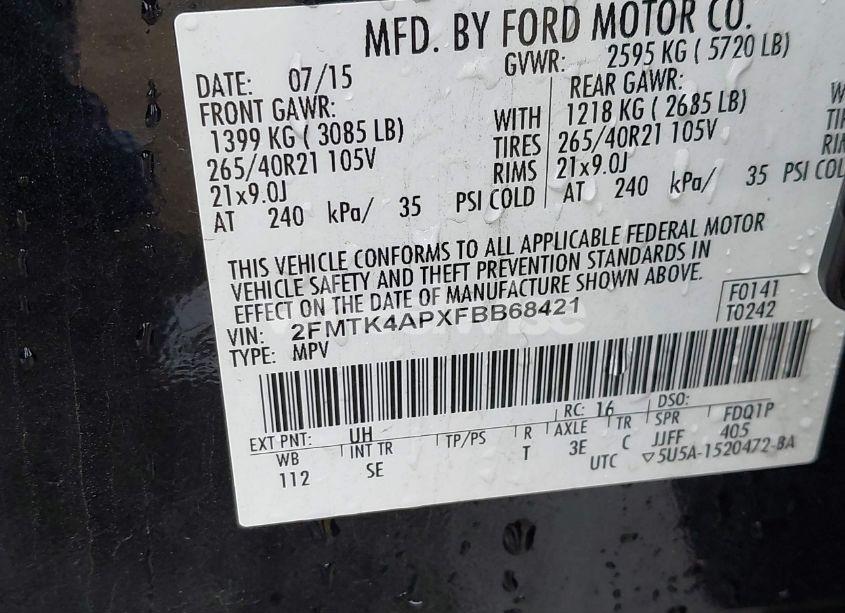 MFD. BY FORD MOTOR CO.
DATE: 07/15 GVWR: 2595 KG ( 5720 LB)
FRONT GAWR: REAR GAWR:
1399 KG ( 3085 LB) WITH 1218 KG ( 2685 LB)
265/40R21 105V TIRES 265/40R21 105V
21x9.0J RIMS 21x9.0J
AT 240 kPa/ 35 PSI COLD AT 240 kPa/ 35 PSI COL
THIS VEHICLE CONFORMS TO ALL APPLICABLE FEDERAL MOTOR
VEHICLE SAFETY AND THEFT PREVENTION STANDARDS IN
EFFECT ON THE DATE OF MANUFACTURE SHOWN ABOVE.
VIN: 2FMTK4APXFBB68421 F0141
TYPE: MPV T0242
EXT PNT: UH RC: 16 DSO: FDQ1P
WB INT TR TP/PS R AXLE TR SPR 405
112 SE T 3E C JJFF
UTC ▽5U5A-1520472-BA